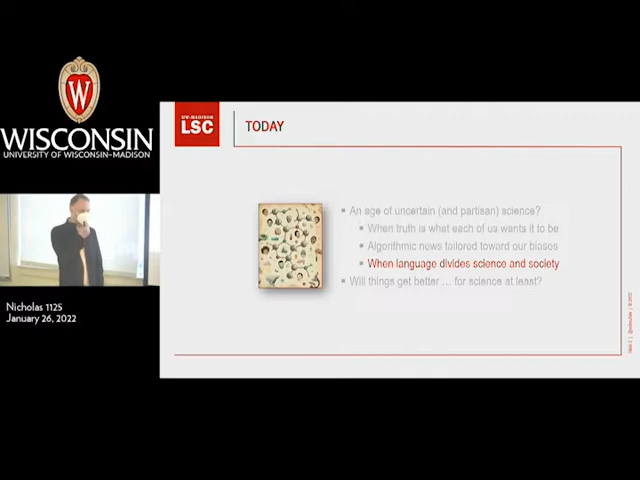 W
WISCONSIN
UNIVERSITY OF WISCONSIN–MADISON
Nicholas 1125
January 26, 2022
UW-MADISON
LSC
TODAY
An age of uncertain (and partisan) science?
When truth is what each of us wants it to be
Algorithmic news tailored toward our biases
When language divides science and society
Will things get better … for science at least?